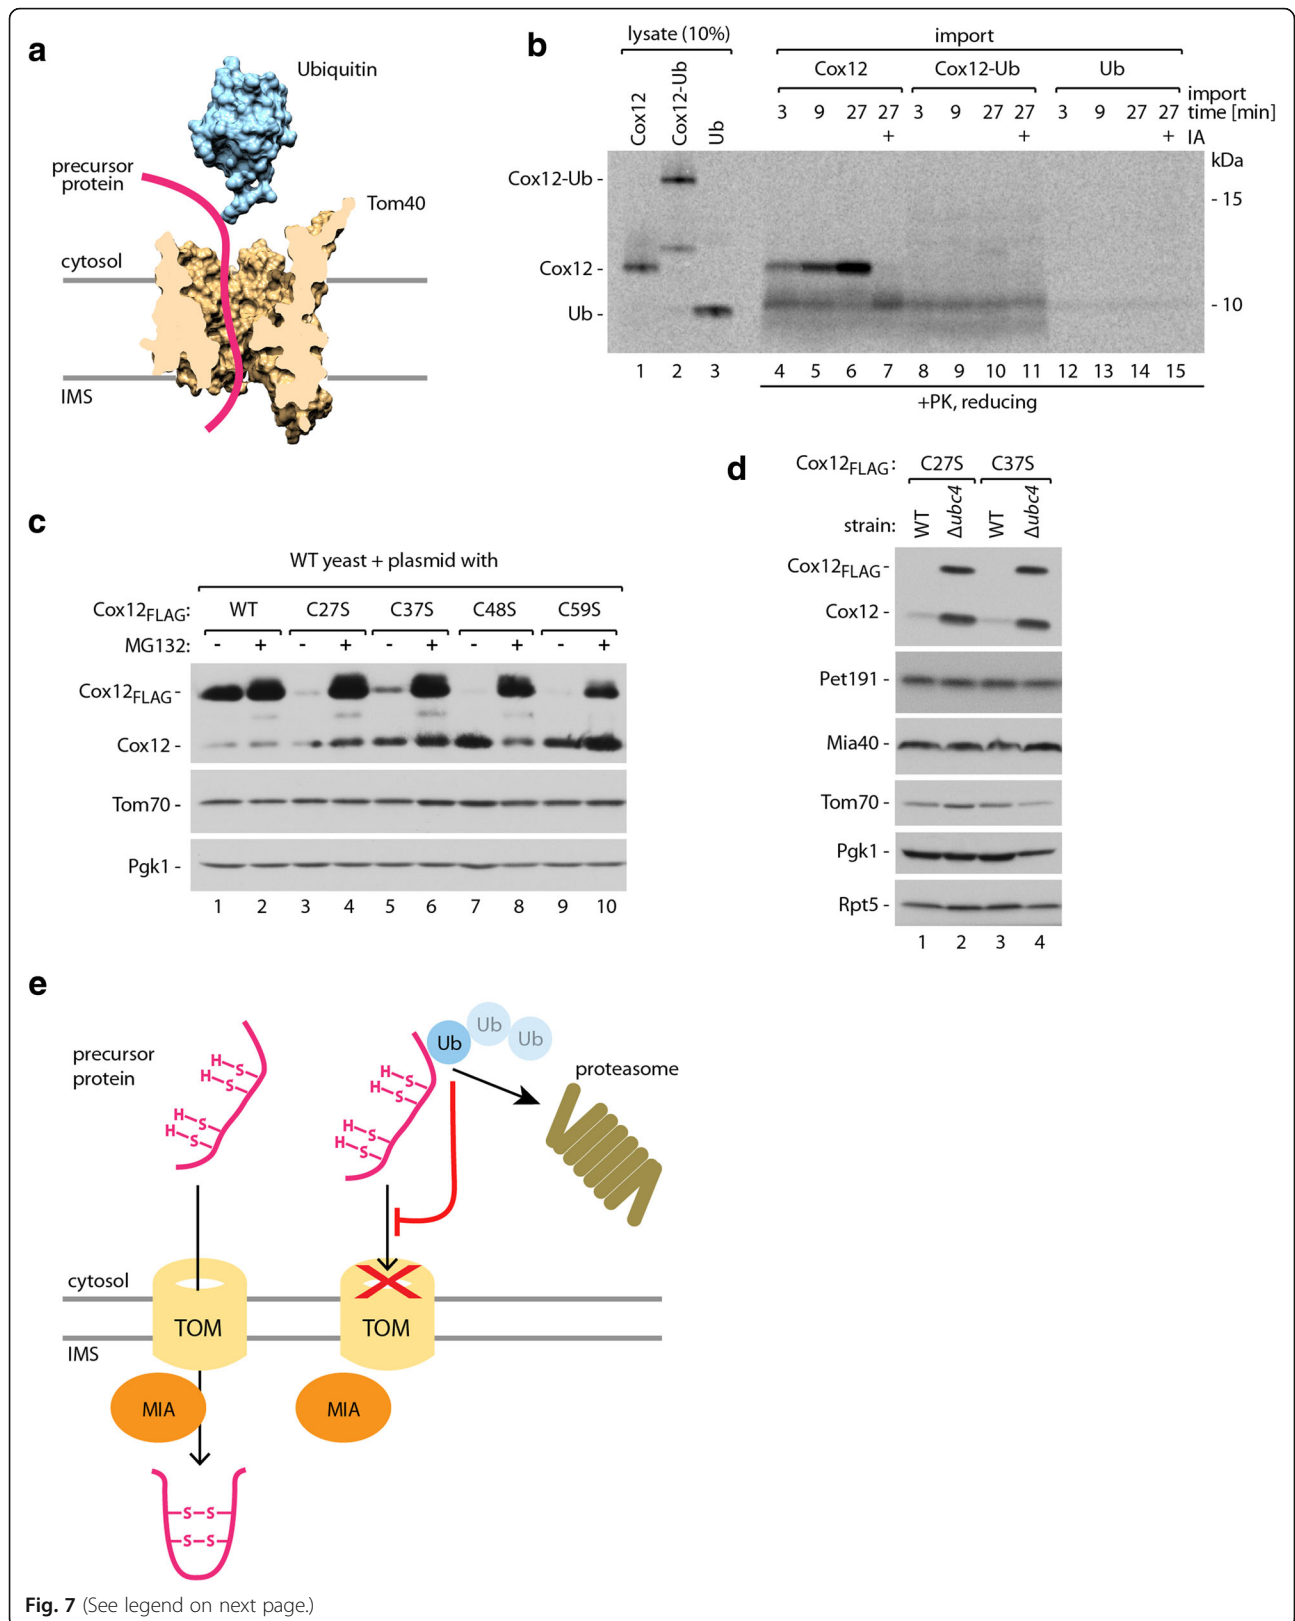 a
Ubiquitin
precursor
protein
Tom40
cytosol
IMS
b
lysate (10%)
import
Cox12
Cox12-Ub
Ub
Cox12
Cox12-Ub
Ub
import
time [min]
3 9 27 27 3 9 27 27 3 9 27 27
+ + + IA
kDa
Cox12-Ub -
- 15
Cox12 -
Ub -
- 10
1 2 3 4 5 6 7 8 9 10 11 12 13 14 15
+PK, reducing
c
WT yeast + plasmid with
Cox12FLAG: WT C27S C37S C48S C59S
MG132: - + - + - + - + - +
Cox12FLAG -
Cox12 -
Tom70 -
Pgk1 -
1 2 3 4 5 6 7 8 9 10
d
Cox12FLAG: C27S C37S
strain: WT Δubc4 WT Δubc4
Cox12FLAG -
Cox12 -
Pet191 -
Mia40 -
Tom70 -
Pgk1 -
Rpt5 -
1 2 3 4
e
precursor
protein
H S
H S
H S
H S
H S
H S
H S
H S
Ub Ub Ub
proteasome
cytosol
TOM TOM
IMS
MIA MIA
S-S
S-S
Fig. 7 (See legend on next page.)